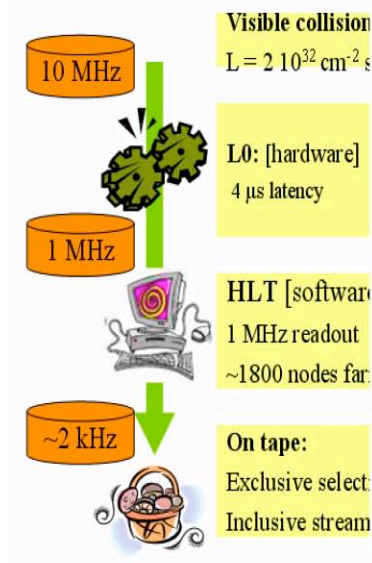 Visible collision
10 MHz
L = 2 10³² cm⁻² s
L0: [hardware]
4 μs latency
1 MHz
HLT [software
1 MHz readout
~1800 nodes far
~2 kHz
On tape:
Exclusive select
Inclusive stream